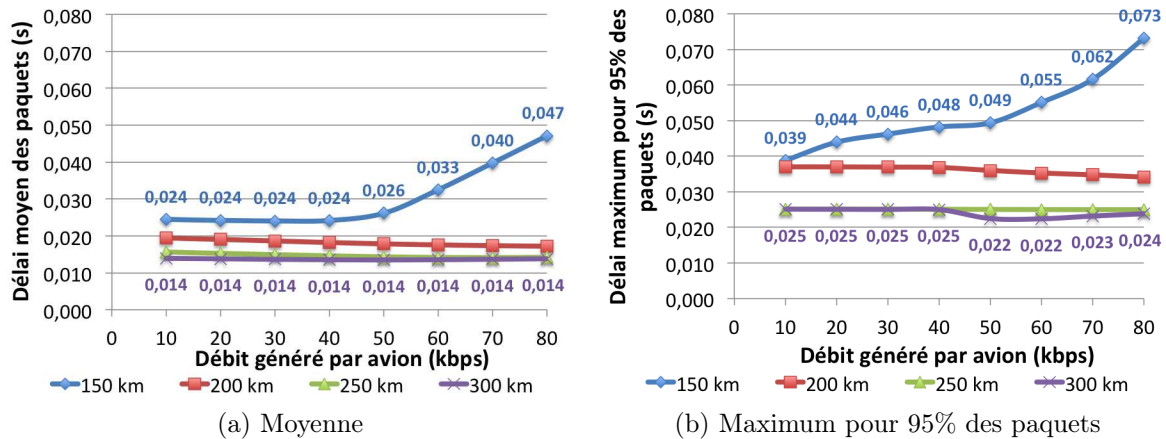 Délai moyen des paquets (s)
0,080
0,070
0,060
0,050
0,040
0,030
0,020
0,010
0,000
0,024 0,024 0,024 0,024 0,026 0,033 0,040 0,047
0,014 0,014 0,014 0,014 0,014 0,014 0,014 0,014
0 10 20 30 40 50 60 70 80
Débit généré par avion (kbps)
150 km 200 km 250 km 300 km
(a) Moyenne
Délai maximum pour 95% des
paquets (s)
0,080
0,070
0,060
0,050
0,040
0,030
0,020
0,010
0,000
0,039 0,044 0,046 0,048 0,049 0,055 0,062 0,073
0,025 0,025 0,025 0,025 0,022 0,022 0,023 0,024
0 10 20 30 40 50 60 70 80
Débit généré par avion (kbps)
150 km 200 km 250 km 300 km
(b) Maximum pour 95% des paquets